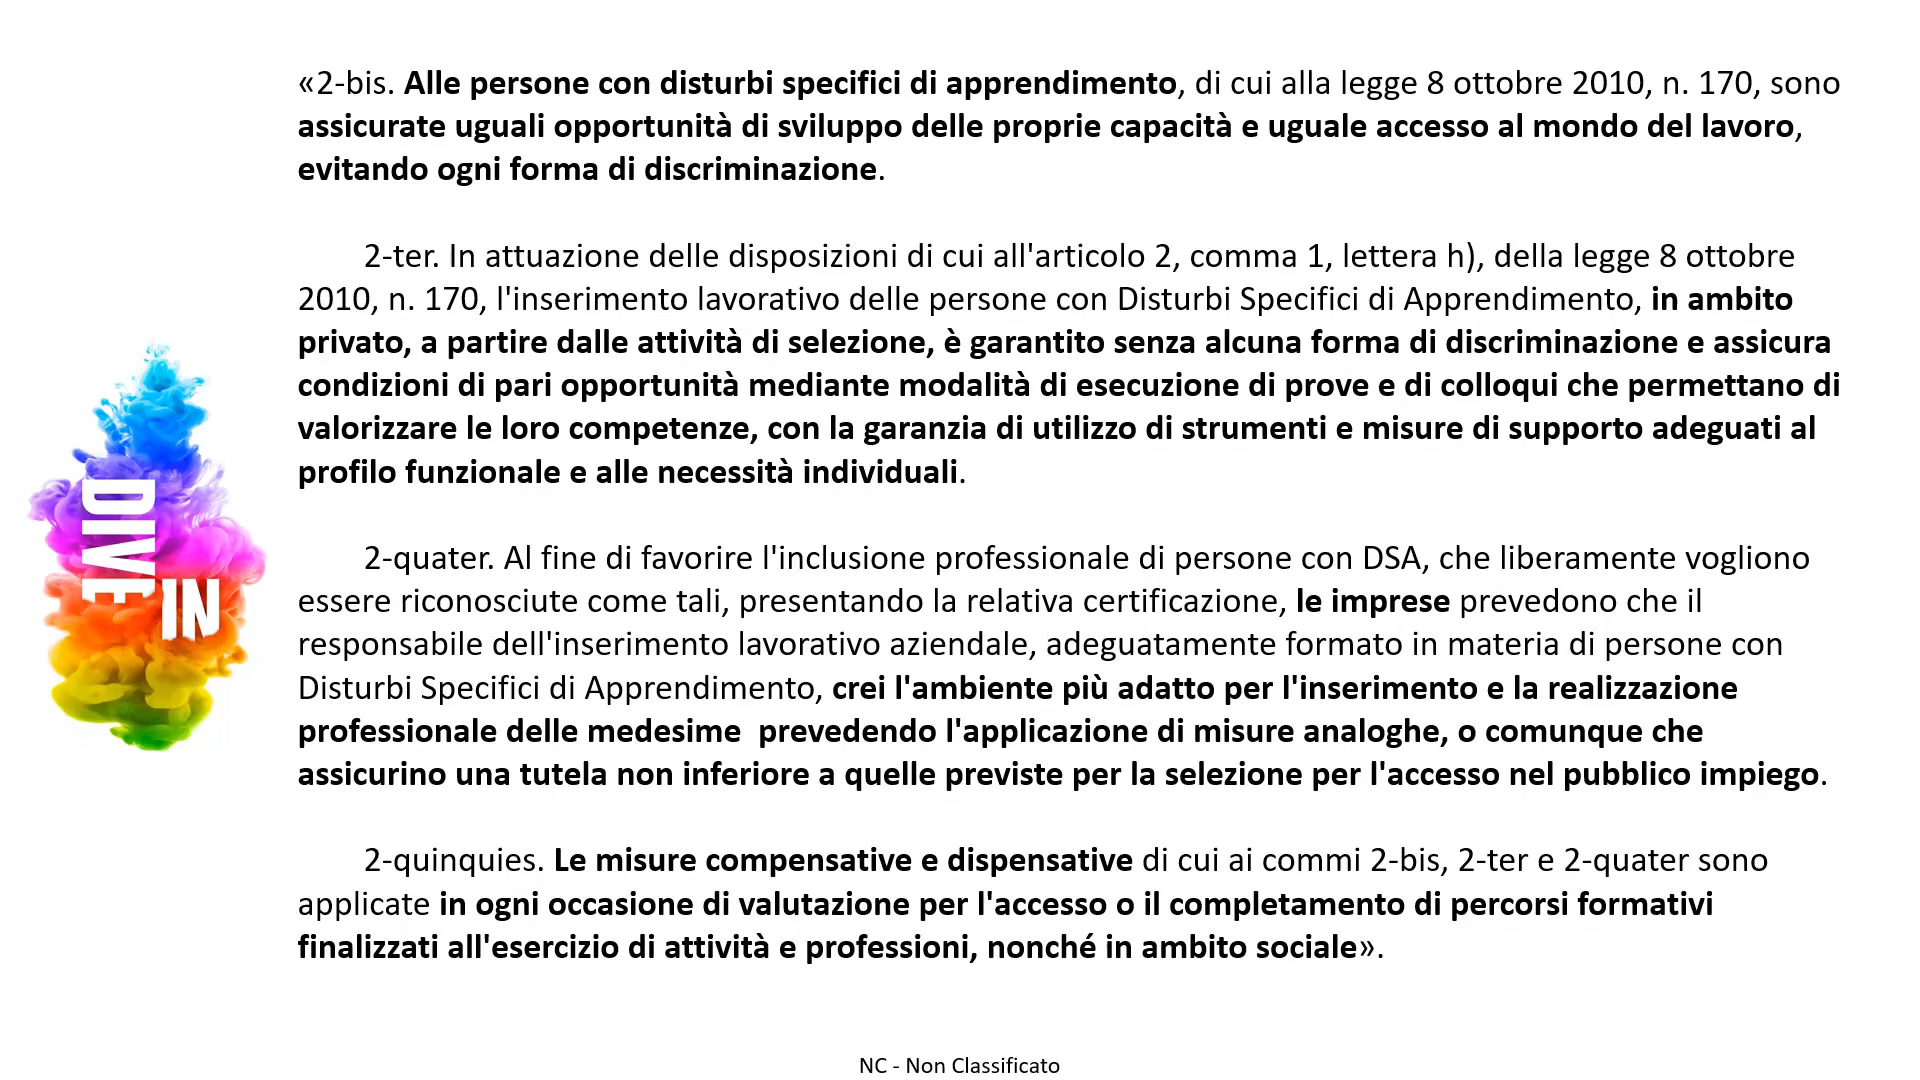 «2-bis. Alle persone con disturbi specifici di apprendimento, di cui alla legge 8 ottobre 2010, n. 170, sono
assicurate uguali opportunità di sviluppo delle proprie capacità e uguale accesso al mondo del lavoro,
evitando ogni forma di discriminazione.
2-ter. In attuazione delle disposizioni di cui all'articolo 2, comma 1, lettera h), della legge 8 ottobre
2010, n. 170, l'inserimento lavorativo delle persone con Disturbi Specifici di Apprendimento, in ambito
privato, a partire dalle attività di selezione, è garantito senza alcuna forma di discriminazione e assicura
condizioni di pari opportunità mediante modalità di esecuzione di prove e di colloqui che permettano di
valorizzare le loro competenze, con la garanzia di utilizzo di strumenti e misure di supporto adeguati al
profilo funzionale e alle necessità individuali.
2-quater. Al fine di favorire l'inclusione professionale di persone con DSA, che liberamente vogliono
essere riconosciute come tali, presentando la relativa certificazione, le imprese prevedono che il
responsabile dell'inserimento lavorativo aziendale, adeguatamente formato in materia di persone con
Disturbi Specifici di Apprendimento, crei l'ambiente più adatto per l'inserimento e la realizzazione
professionale delle medesime  prevedendo l'applicazione di misure analoghe, o comunque che
assicurino una tutela non inferiore a quelle previste per la selezione per l'accesso nel pubblico impiego.
2-quinquies. Le misure compensative e dispensative di cui ai commi 2-bis, 2-ter e 2-quater sono
applicate in ogni occasione di valutazione per l'accesso o il completamento di percorsi formativi
finalizzati all'esercizio di attività e professioni, nonché in ambito sociale».
DIVE
IN
NC - Non Classificato